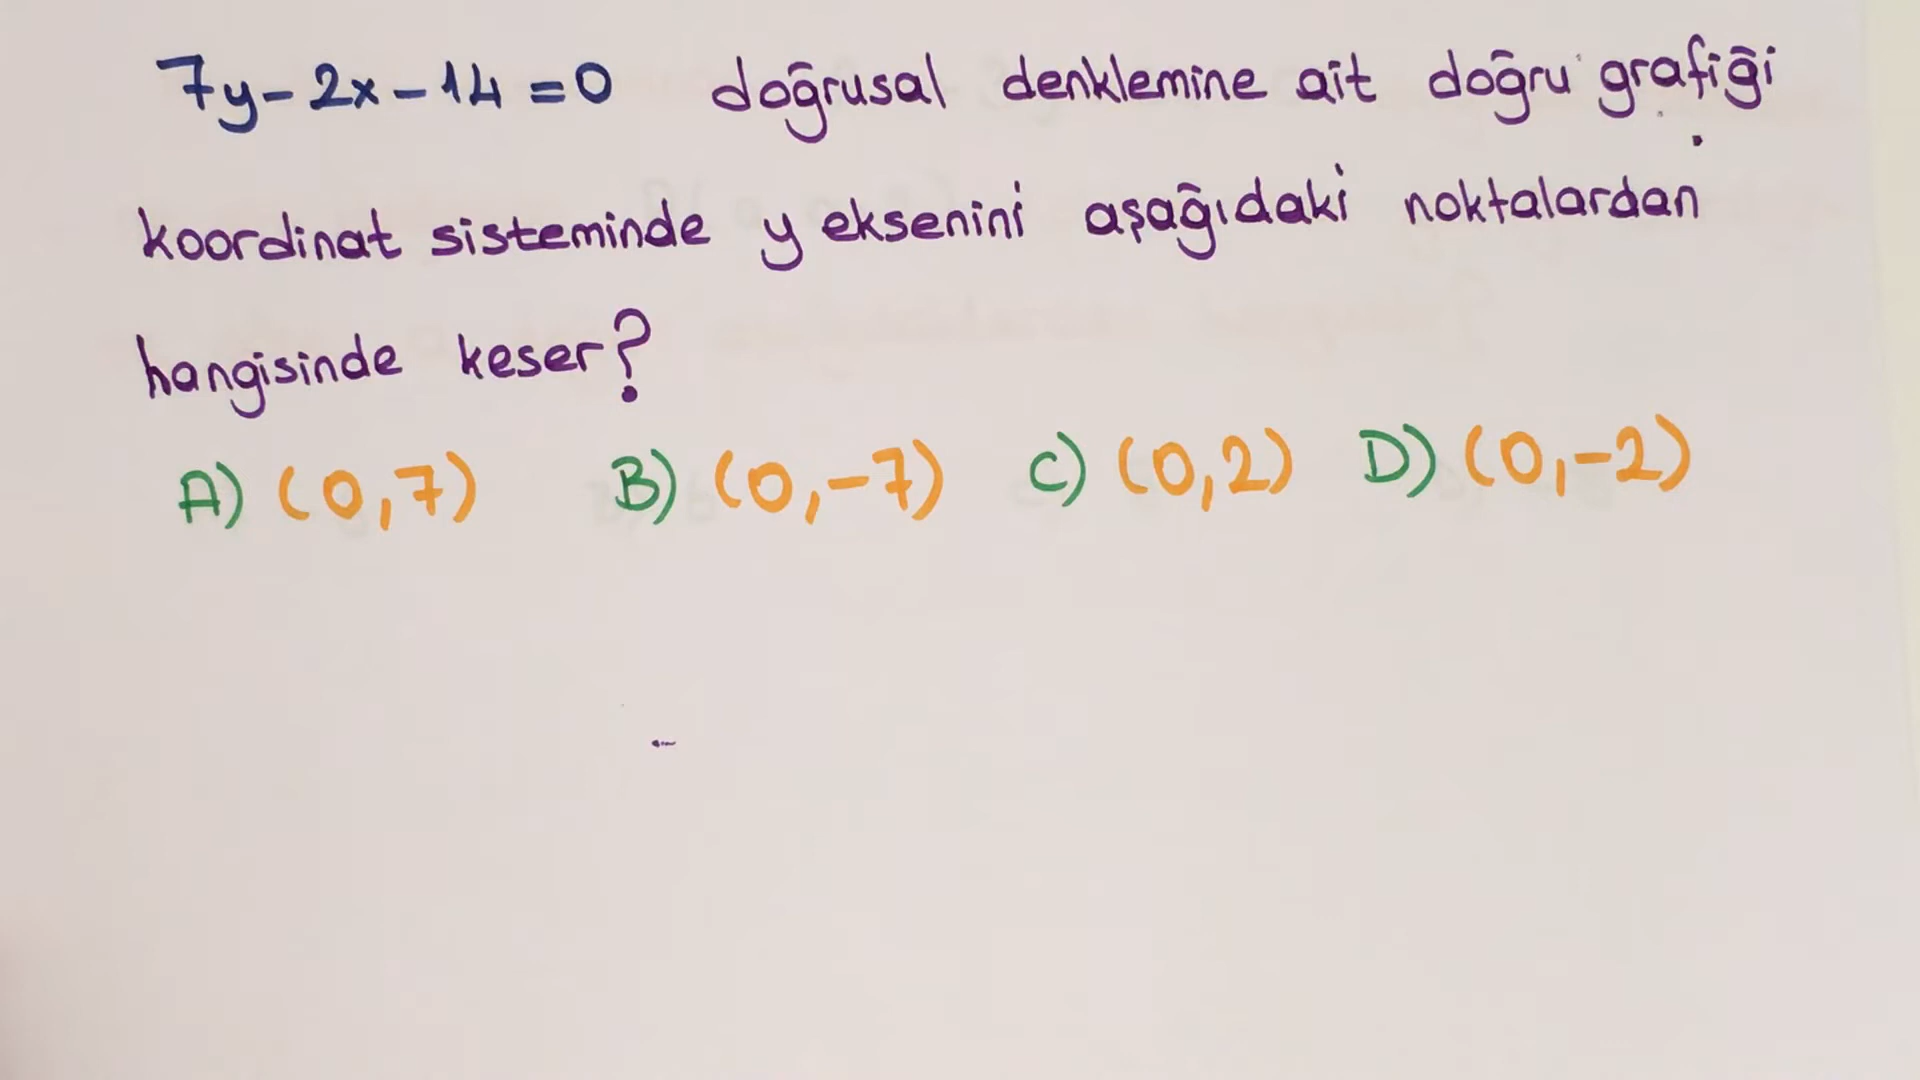 7y-2x-14=0 doğrusal denklemine ait doğru grafiği
koordinat sisteminde y eksenini aşağıdaki noktalardan
hangisinde keser?
A) (0,7) B) (0,-7) C) (0,2) D) (0,-2)